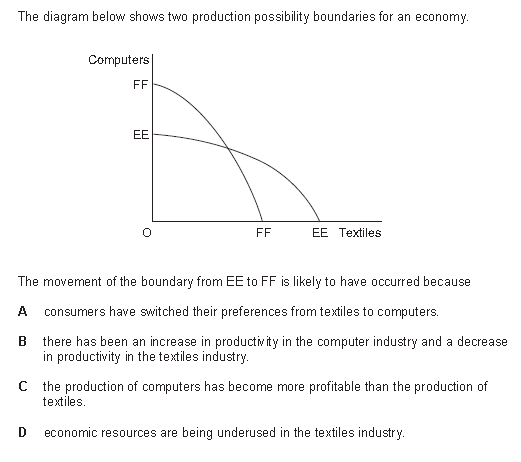 The diagram below shows two production possibility boundaries for an economy.
Computers
FF
EE
O
FF
EE
Textiles
The movement of the boundary from EE to FF is likely to have occurred because
A consumers have switched their preferences from textiles to computers.
B there has been an increase in productivity in the computer industry and a decrease
in productivity in the textiles industry.
C the production of computers has become more profitable than the production of
textiles.
D economic resources are being underused in the textiles industry.